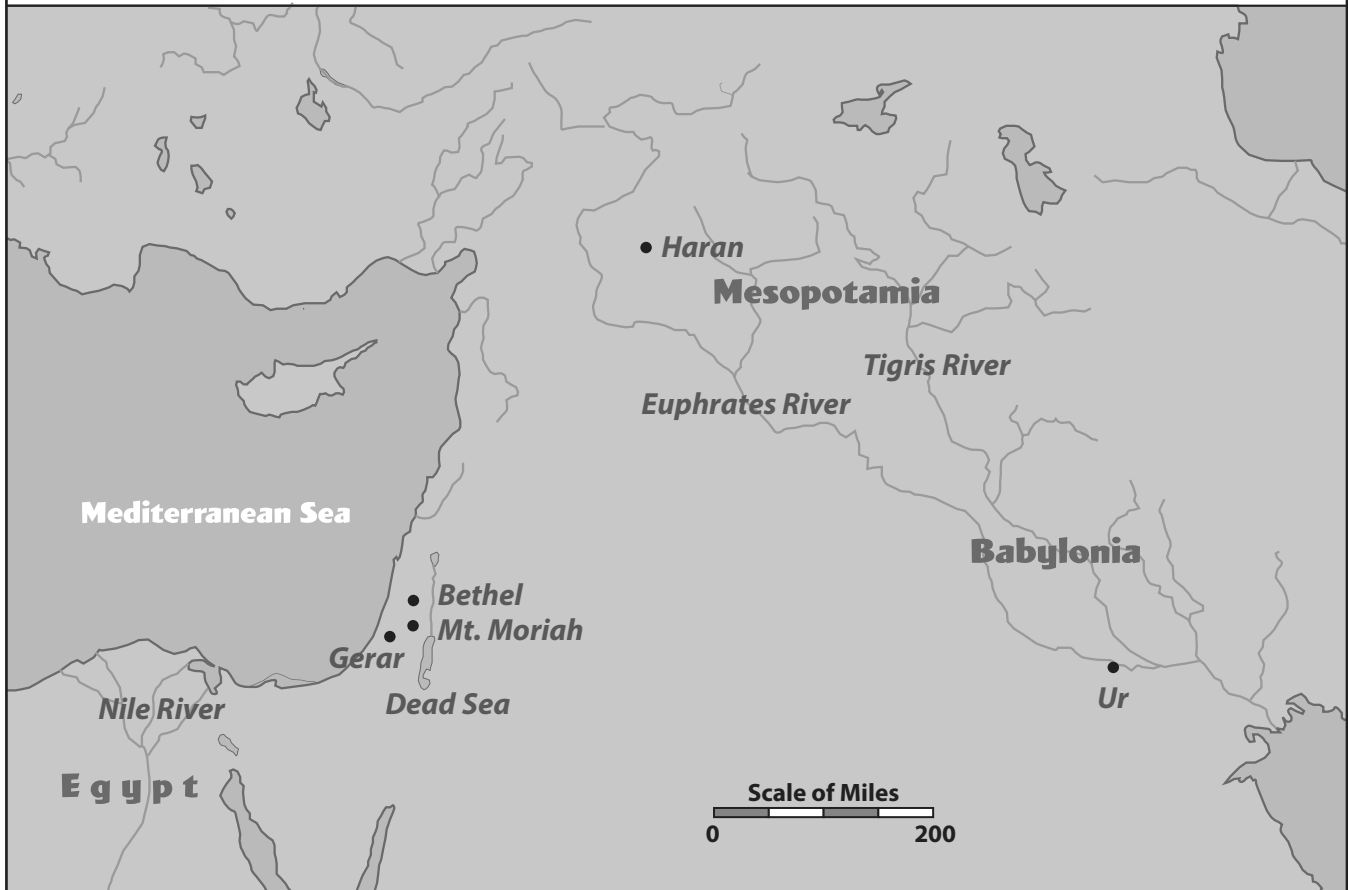 Haran
Mesopotamia
Tigris River
Euphrates River
Mediterranean Sea
Babylonia
Bethel
Mt. Moriah
Gerar
Dead Sea
Nile River
Ur
Egypt
Scale of Miles
0 200